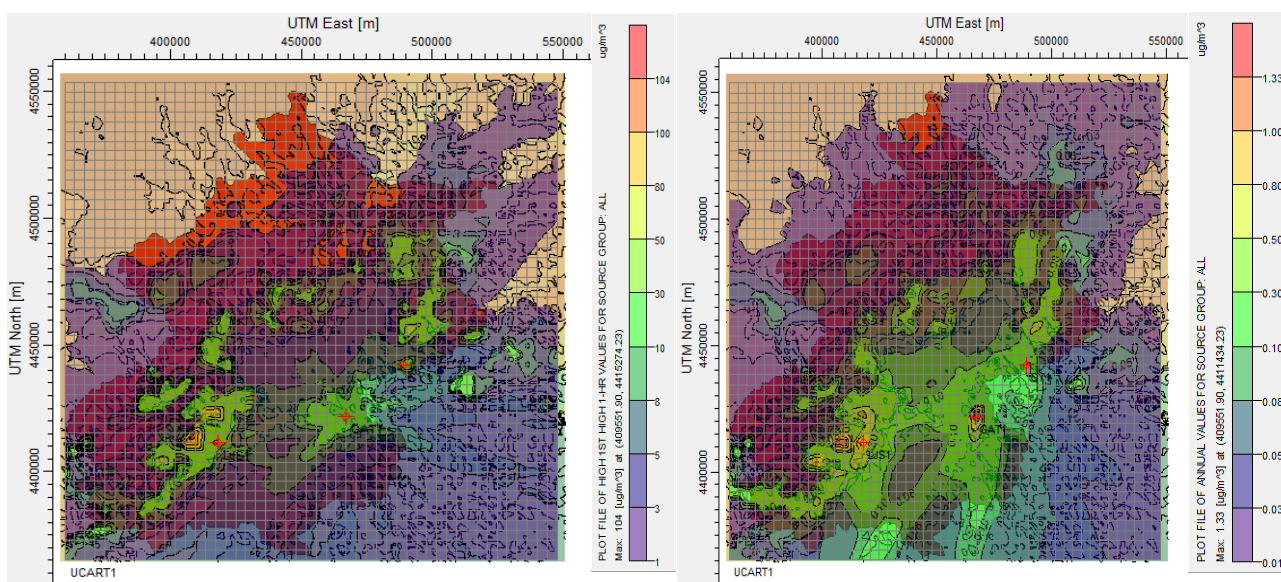 UTM East [m]
400000 450000 500000 550000
ug/m^3
UTM North [m]
4550000
4500000
4450000
4400000
104
100
80
50
30
10
8
5
3
1
PLOT FILE OF HIGH 1ST HIGH 1-HR VALUES FOR SOURCE GROUP: ALL
Max: 104 [ug/m^3] at (409551.90, 4415274.23)
UCART1
UTM East [m]
400000 450000 500000 550000
ug/m^3
UTM North [m]
4550000
4500000
4450000
4400000
1.33
1.00
0.80
0.50
0.30
0.10
0.08
0.05
0.03
0.01
PLOT FILE OF ANNUAL VALUES FOR SOURCE GROUP: ALL
Max: 1.33 [ug/m^3] at (409551.90, 4411434.23)
UCART1